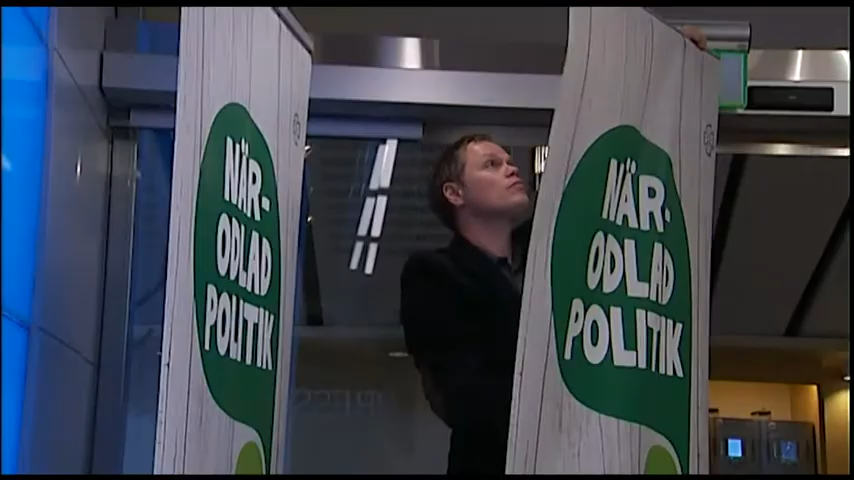 NÄR-
ODLAD
POLITIK
NÄR-
ODLAD
POLITIK